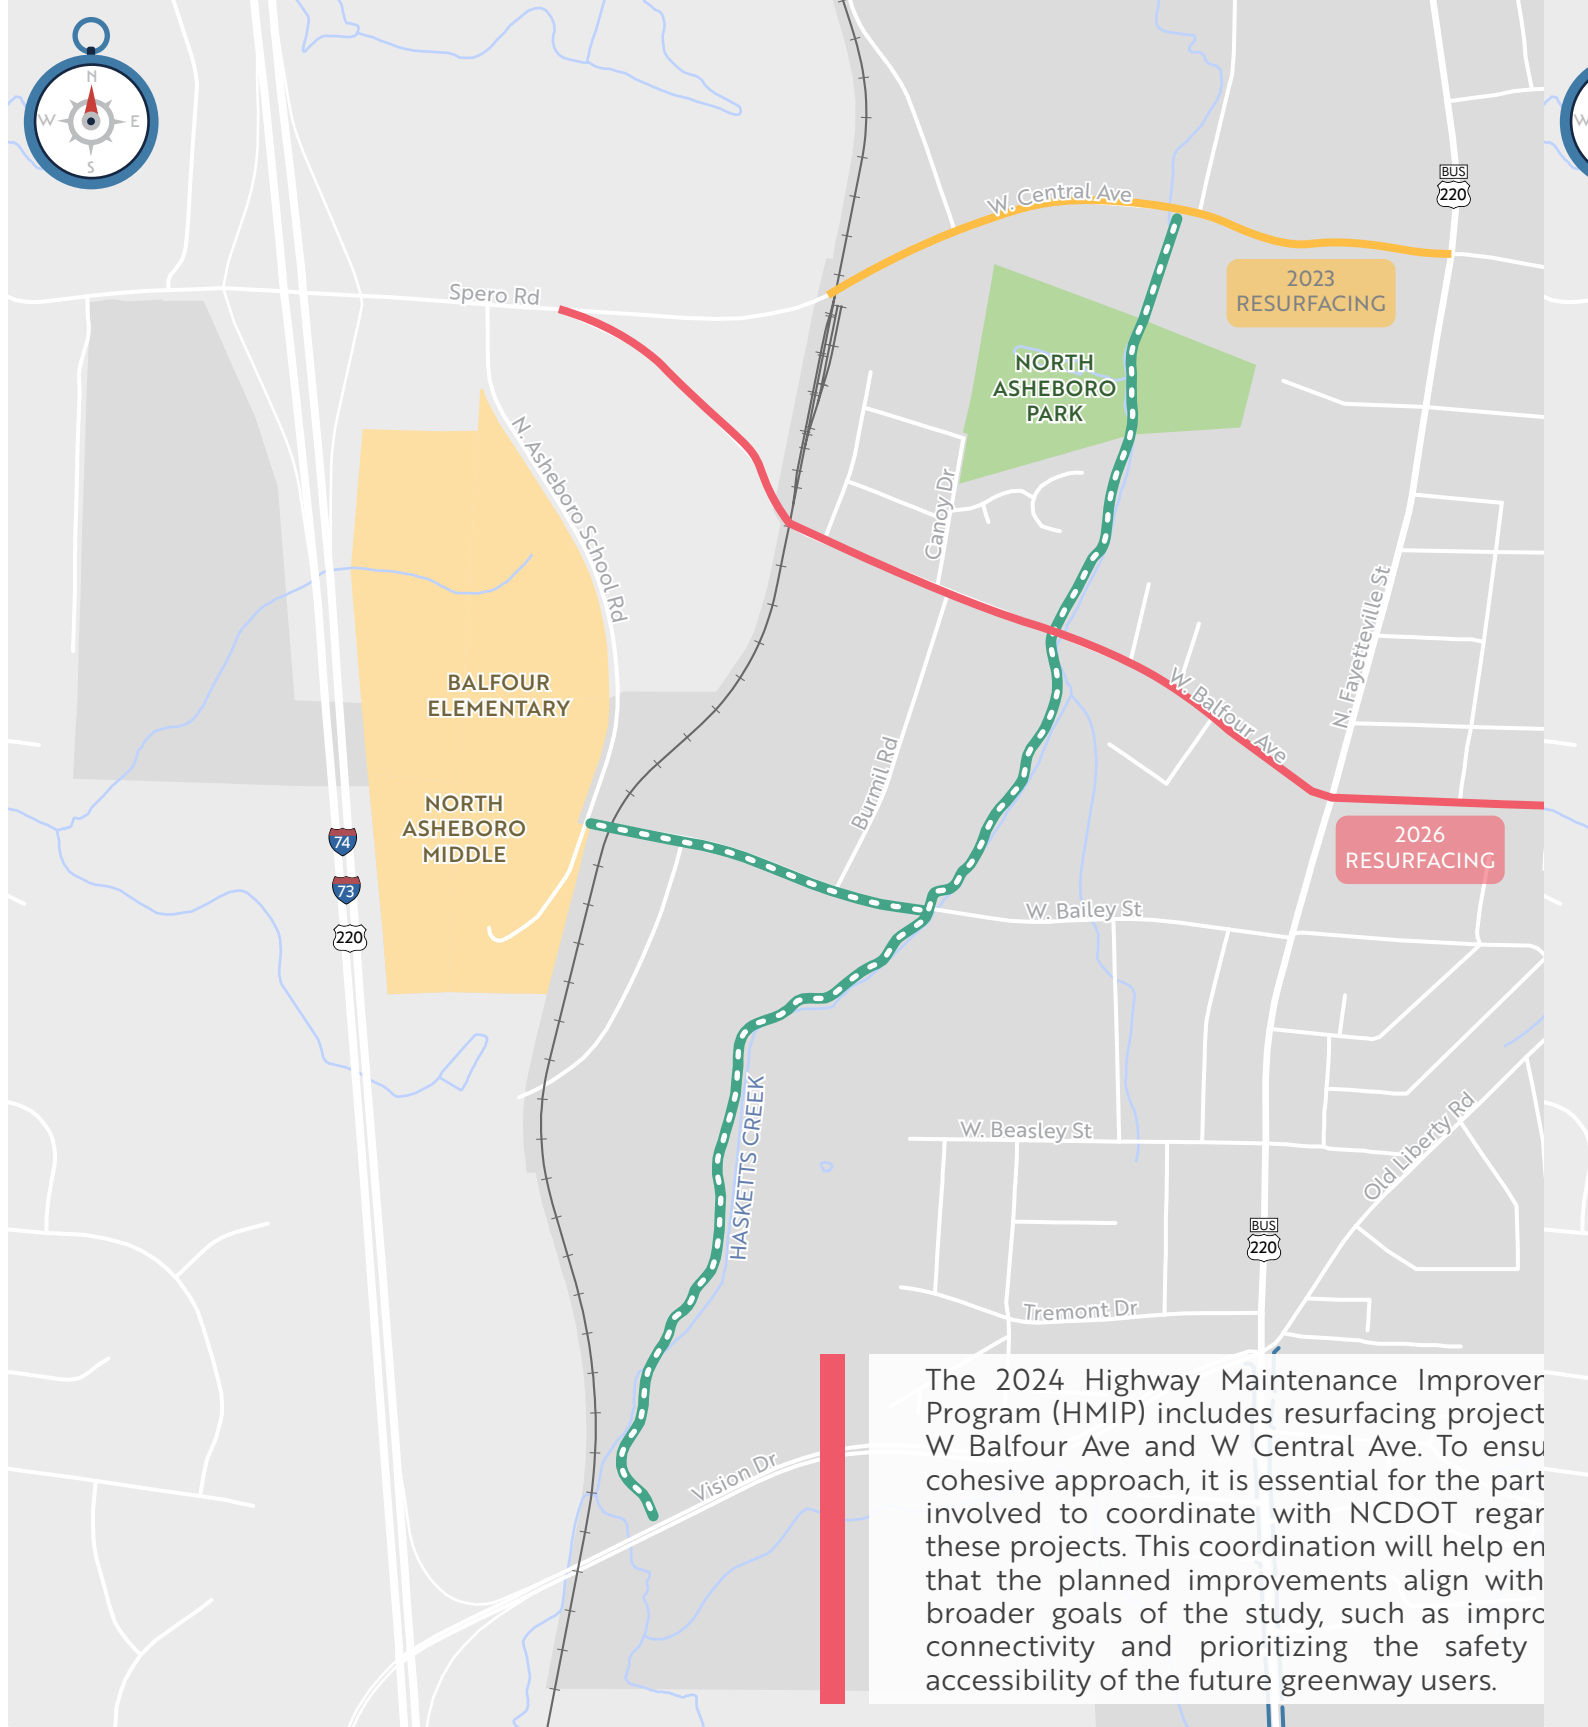 N
W
E
S
W
BUS
220
W. Central Ave
2023
RESURFACING
Spero Rd
NORTH
ASHEBORO
PARK
N. Asheboro School Rd
Canoy Dr
N. Fayetteville St
BALFOUR
ELEMENTARY
W. Balfour Ave
Burmil Rd
NORTH
ASHEBORO
MIDDLE
74
73
220
2026
RESURFACING
W. Bailey St
HASKETTS CREEK
W. Beasley St
Old Liberty Rd
BUS
220
Tremont Dr
Vision Dr
The 2024 Highway Maintenance Improvem
Program (HMIP) includes resurfacing project
W Balfour Ave and W Central Ave. To ensu
cohesive approach, it is essential for the part
involved to coordinate with NCDOT regar
these projects. This coordination will help en
that the planned improvements align with
broader goals of the study, such as impro
connectivity and prioritizing the safety
accessibility of the future greenway users.